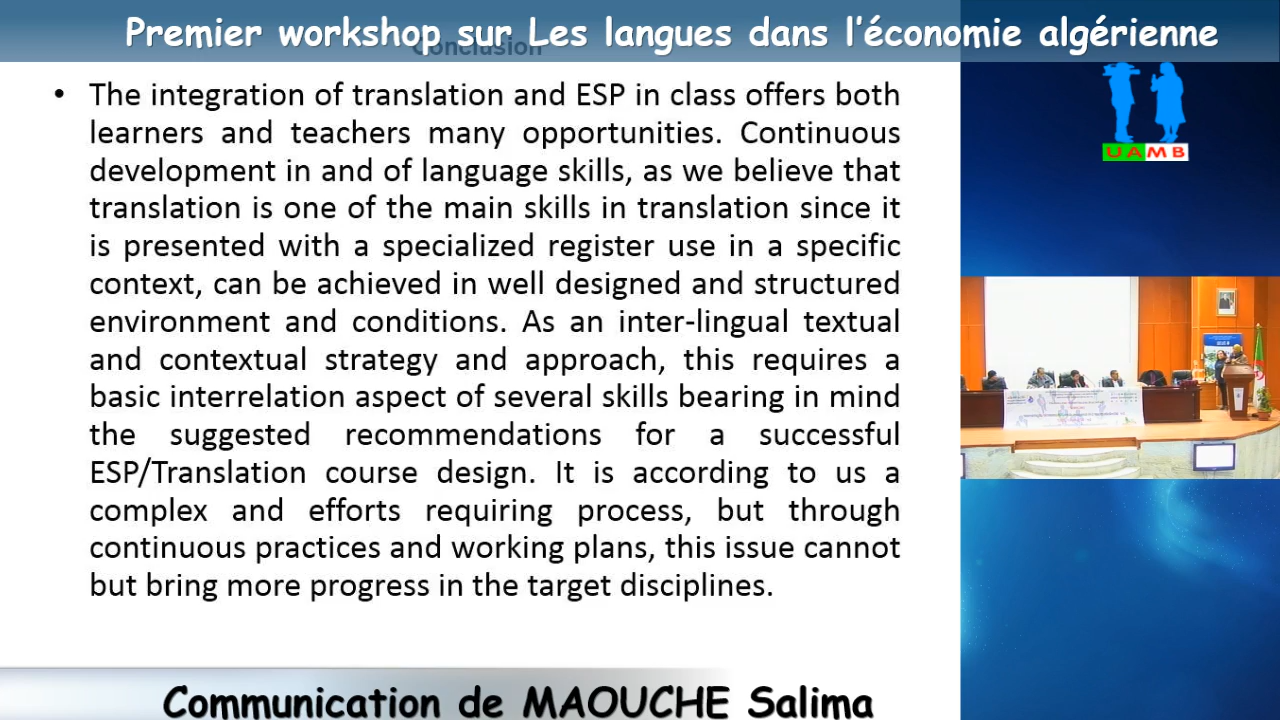 Premier workshop sur Les langues dans l'économie algérienne
Conclusion
• The integration of translation and ESP in class offers both
learners and teachers many opportunities. Continuous
development in and of language skills, as we believe that
translation is one of the main skills in translation since it
is presented with a specialized register use in a specific
context, can be achieved in well designed and structured
environment and conditions. As an inter-lingual textual
and contextual strategy and approach, this requires a
basic interrelation aspect of several skills bearing in mind
the suggested recommendations for a successful
ESP/Translation course design. It is according to us a
complex and efforts requiring process, but through
continuous practices and working plans, this issue cannot
but bring more progress in the target disciplines.
UAMB
Communication de MAOUCHE Salima